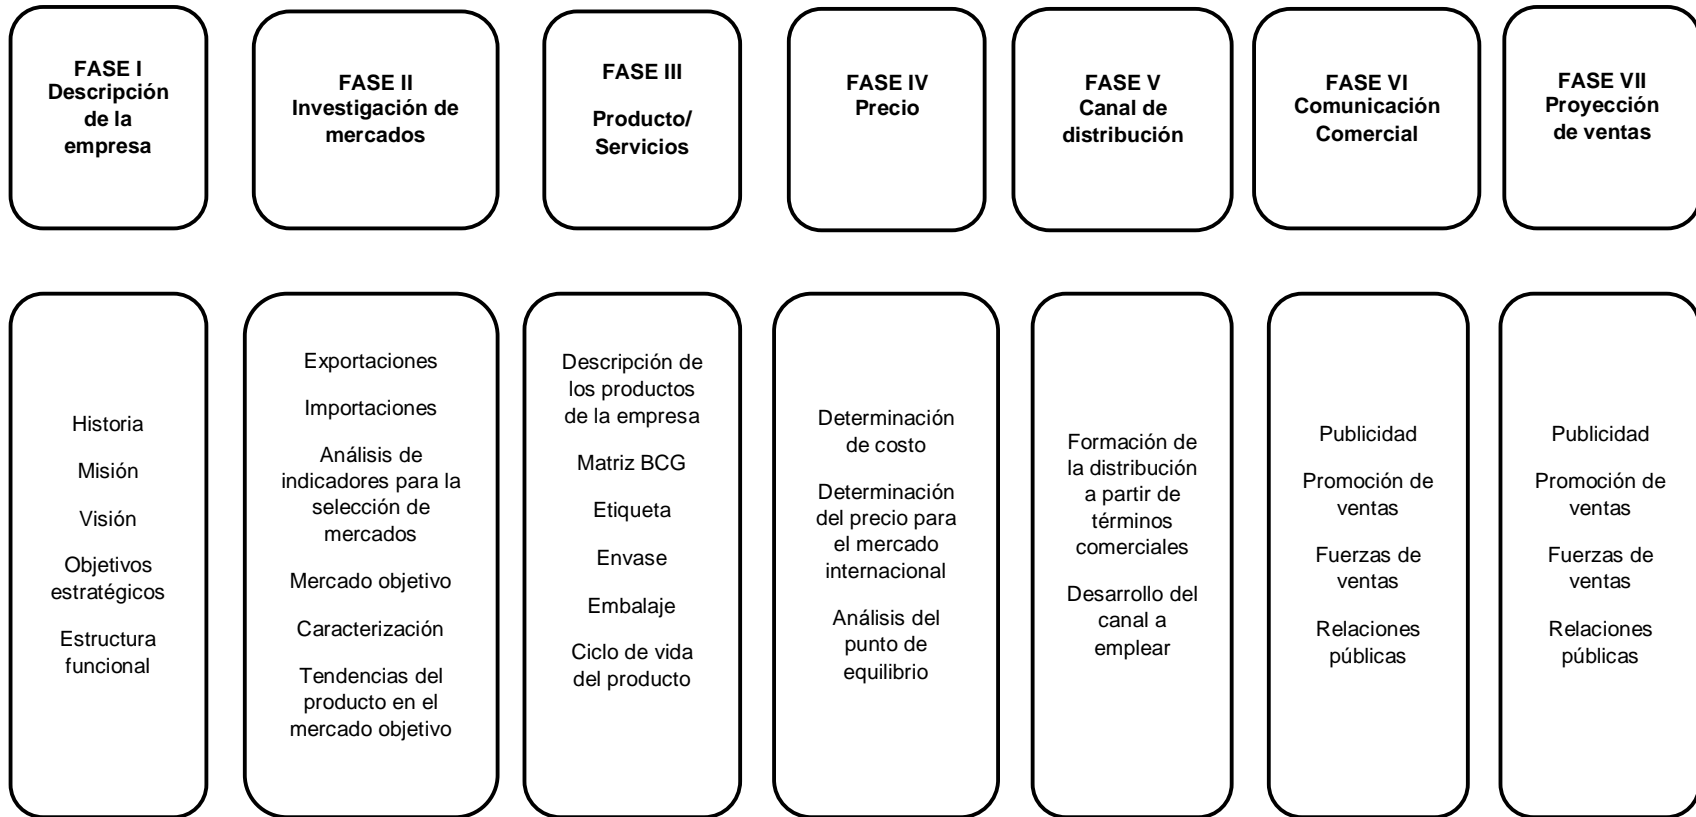 FASE I
Descripción
de la
empresa
FASE II
Investigación de
mercados
FASE III
Producto/
Servicios
FASE IV
Precio
FASE V
Canal de
distribución
FASE VI
Comunicación
Comercial
FASE VII
Proyección
de ventas
Historia
Misión
Visión
Objetivos
estratégicos
Estructura
funcional
Exportaciones
Importaciones
Análisis de
indicadores para la
selección de
mercados
Mercado objetivo
Caracterización
Tendencias del
producto en el
mercado objetivo
Descripción de
los productos
de la empresa
Matriz BCG
Etiqueta
Envase
Embalaje
Ciclo de vida
del producto
Determinación
de costo
Determinación
del precio para
el mercado
internacional
Análisis del
punto de
equilibrio
Formación de
la distribución
a partir de
términos
comerciales
Desarrollo del
canal a
emplear
Publicidad
Promoción de
ventas
Fuerzas de
ventas
Relaciones
públicas
Publicidad
Promoción de
ventas
Fuerzas de
ventas
Relaciones
públicas